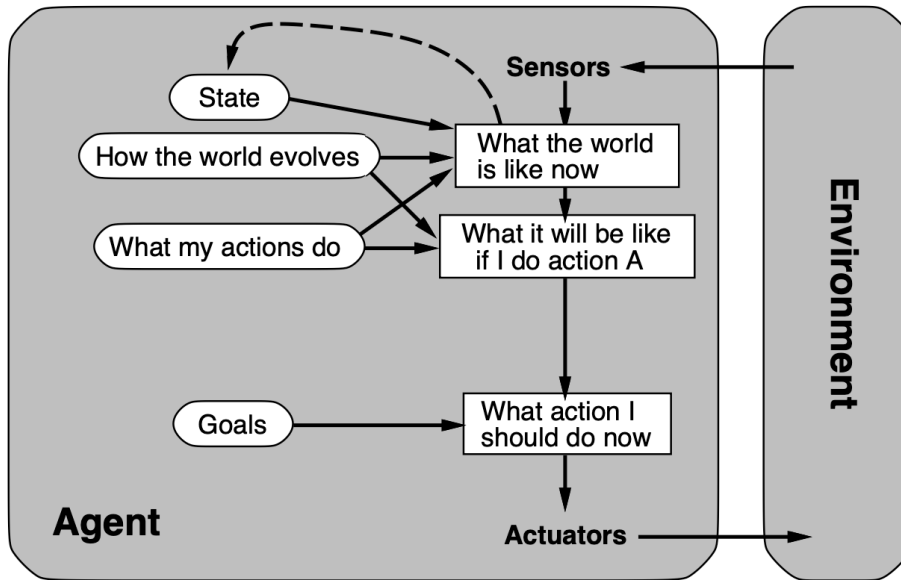 Sensors
State
What the world
is like now
How the world evolves
What my actions do
What it will be like
if I do action A
Goals
What action I
should do now
Agent
Actuators
Environment